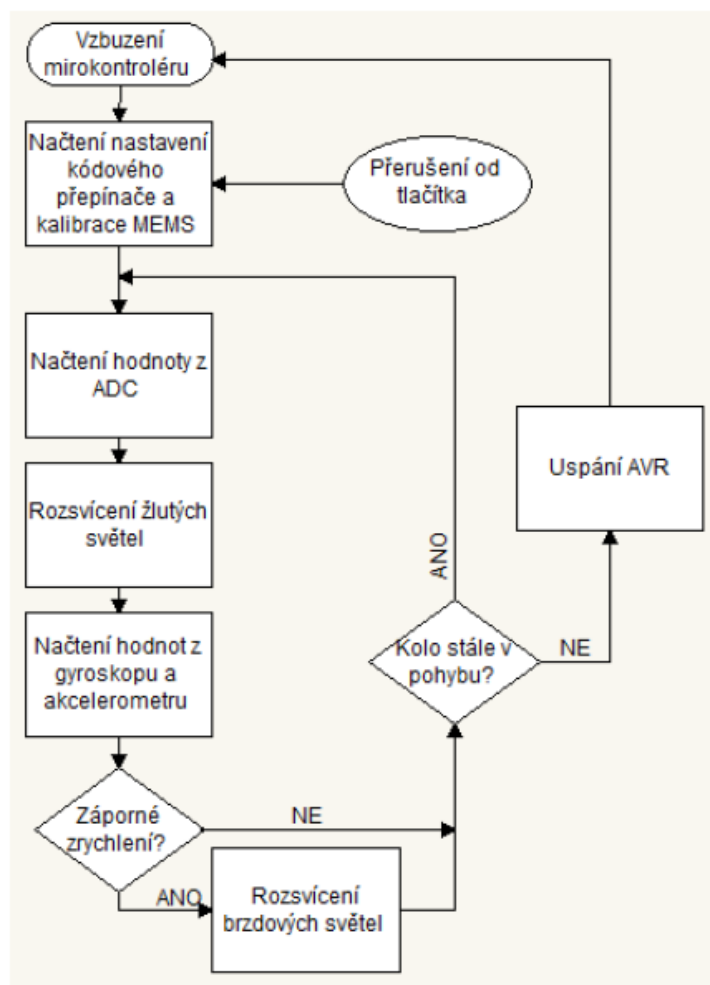 Vzbuzení
mirokontroléru
Načtení nastavení
kódového
přepínače a
kalibrace MEMS
Přerušení od
tlačítka
Načtení hodnoty z
ADC
Uspání AVR
Rozsvícení žlutých
světel
ANO
Načtení hodnot z
gyroskopu a
akcelerometru
Kolo stále v
pohybu?
NE
Záporné
zrychlení?
NE
ANO
Rozsvícení
brzdových světel